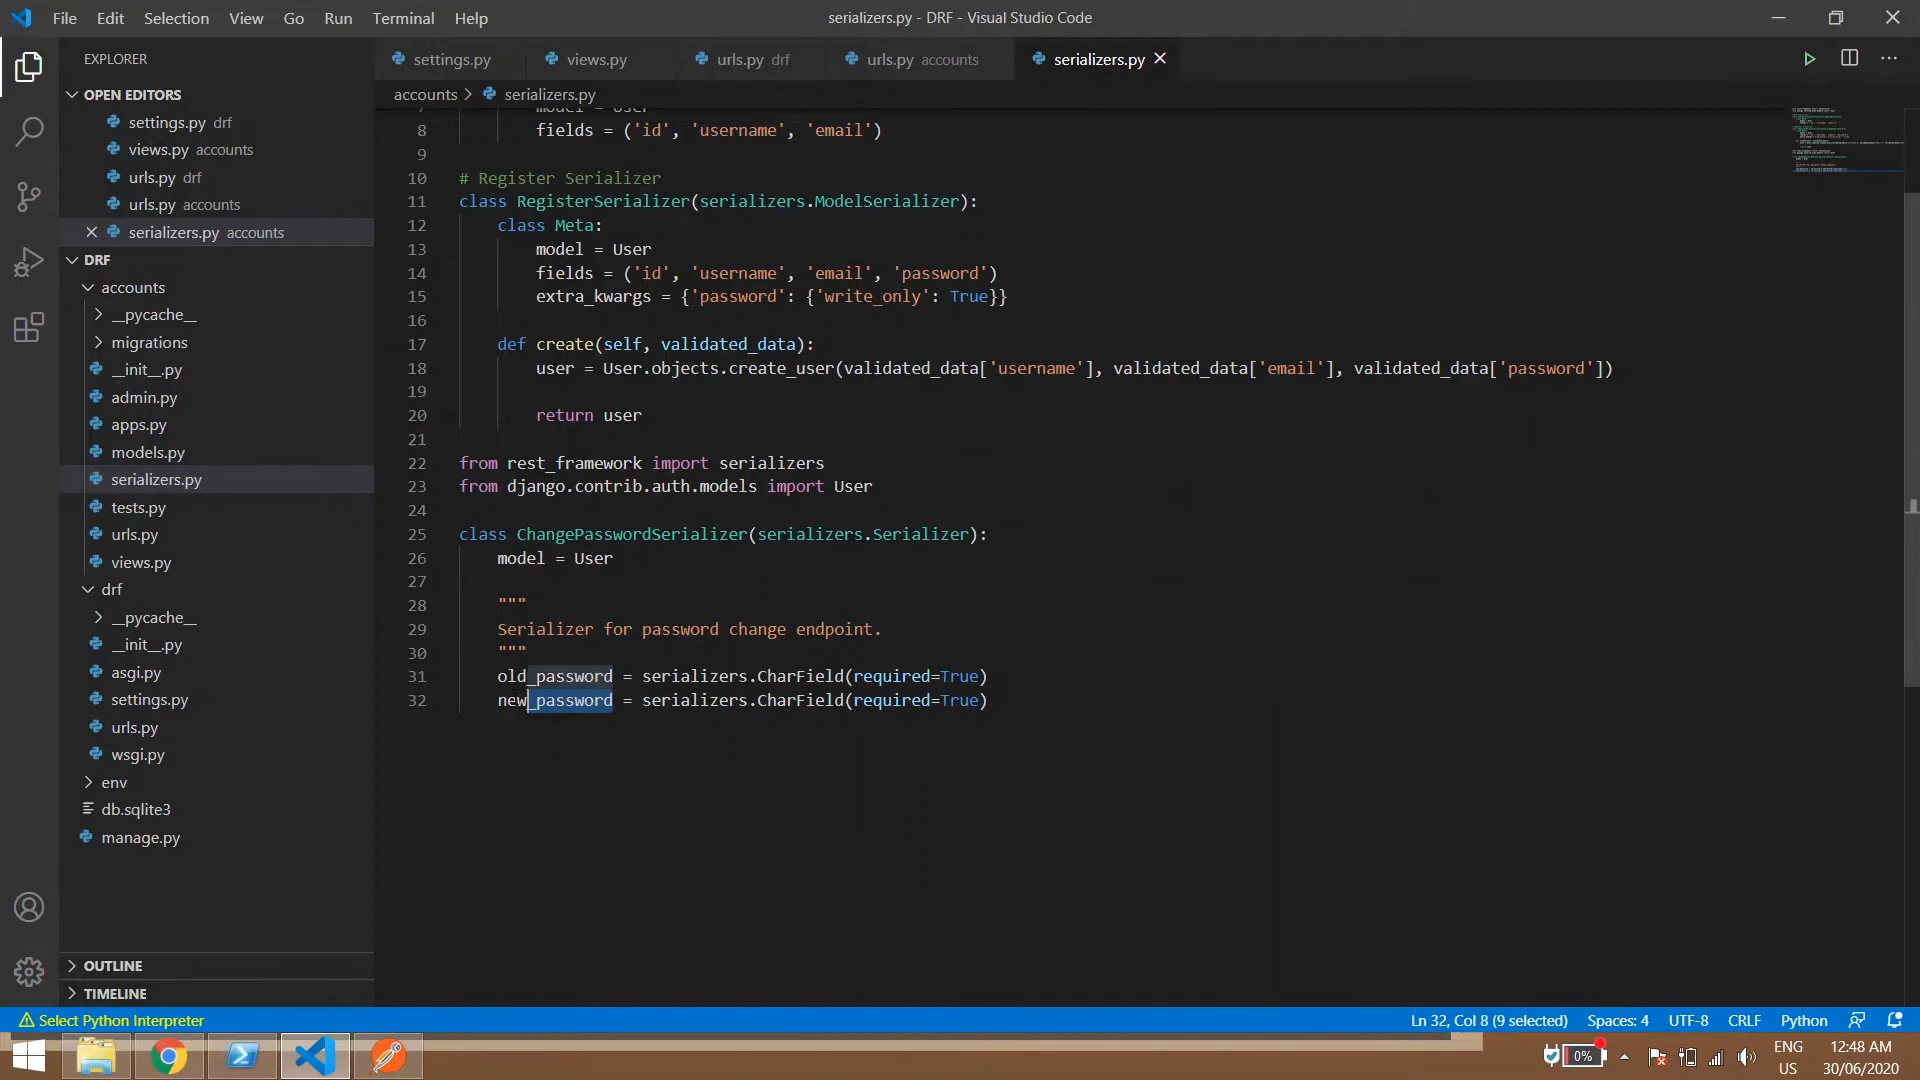 File Edit Selection View Go Run Terminal Help
serializers.py - DRF - Visual Studio Code
EXPLORER
settings.py
views.py
urls.py drf
urls.py accounts
serializers.py
OPEN EDITORS
settings.py drf
views.py accounts
urls.py drf
urls.py accounts
serializers.py accounts
DRF
accounts
__pycache__
migrations
__init__.py
admin.py
apps.py
models.py
serializers.py
tests.py
urls.py
views.py
drf
__pycache__
__init__.py
asgi.py
settings.py
urls.py
wsgi.py
env
db.sqlite3
manage.py
OUTLINE
TIMELINE
accounts > serializers.py
7 model = User
8 fields = ('id', 'username', 'email')
9
10 # Register Serializer
11 class RegisterSerializer(serializers.ModelSerializer):
12 class Meta:
13 model = User
14 fields = ('id', 'username', 'email', 'password')
15 extra_kwargs = {'password': {'write_only': True}}
16
17 def create(self, validated_data):
18 user = User.objects.create_user(validated_data['username'], validated_data['email'], validated_data['password'])
19
20 return user
21
22 from rest_framework import serializers
23 from django.contrib.auth.models import User
24
25 class ChangePasswordSerializer(serializers.Serializer):
26 model = User
27
28 """
29 Serializer for password change endpoint.
30 """
31 old_password = serializers.CharField(required=True)
32 new_password = serializers.CharField(required=True)
Select Python Interpreter
Ln 32, Col 8 (9 selected) Spaces: 4 UTF-8 CRLF Python
0%
ENG
US
12:48 AM
30/06/2020